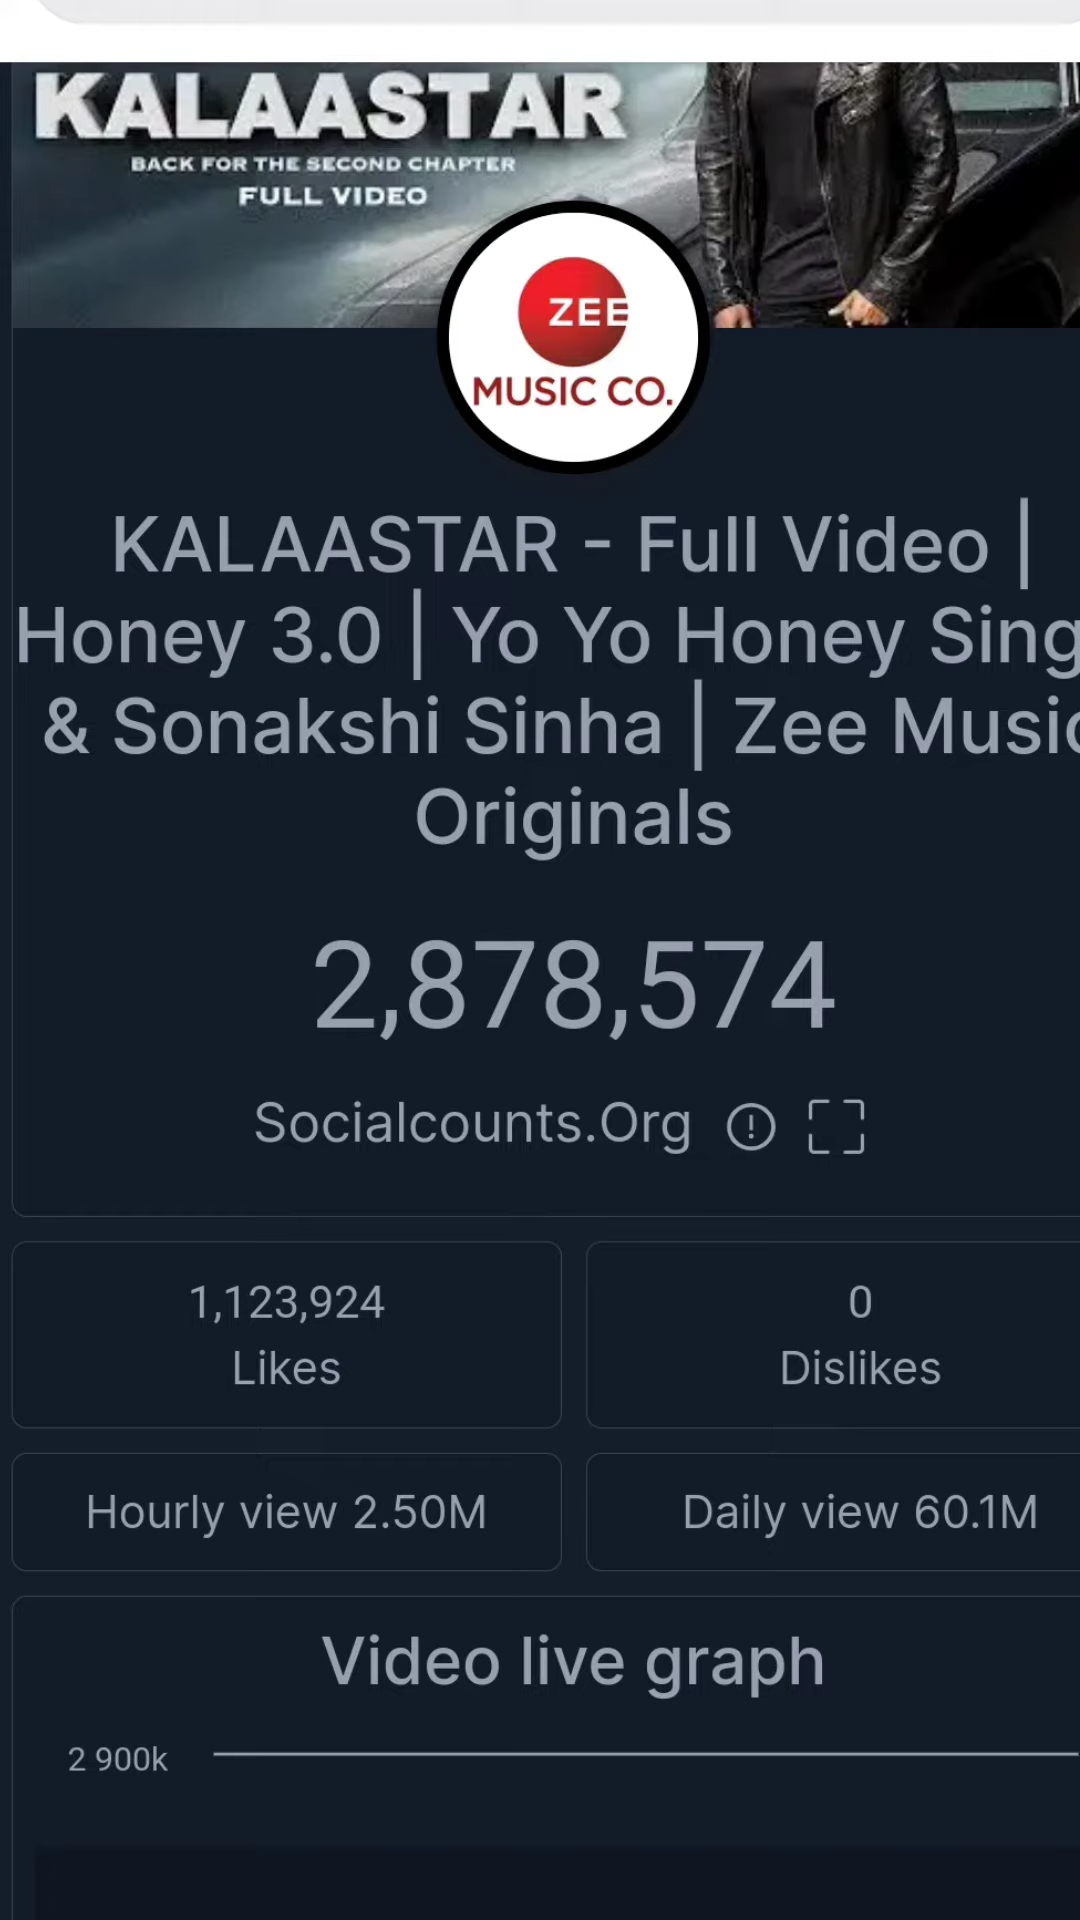 KALAASTAR
BACK FOR THE SECOND CHAPTER
FULL VIDEO
ZEE
MUSIC CO.
KALAASTAR - Full Video |
Honey 3.0 | Yo Yo Honey Sing
& Sonakshi Sinha | Zee Music
Originals
2,878,574
Socialcounts.Org
1,123,924
Likes
0
Dislikes
Hourly view 2.50M
Daily view 60.1M
Video live graph
2 900k